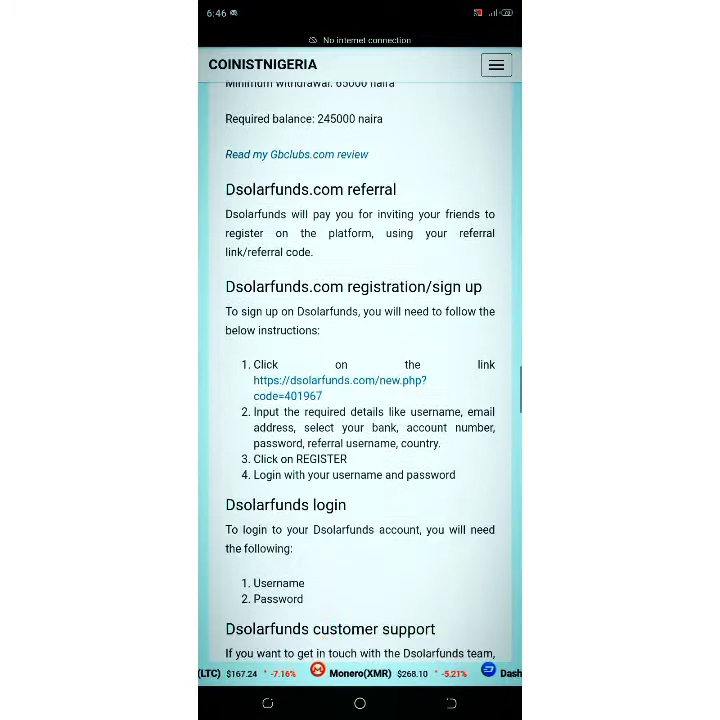 6:46
No internet connection
COINISTNIGERIA
Minimum withdrawal: 65000 naira
Required balance: 245000 naira
Read my Gbclubs.com review
Dsolarfunds.com referral
Dsolarfunds will pay you for inviting your friends to
register on the platform, using your referral
link/referral code.
Dsolarfunds.com registration/sign up
To sign up on Dsolarfunds, you will need to follow the
below instructions:
1. Click on the link
https://dsolarfunds.com/new.php?
code=401967
2. Input the required details like username, email
address, select your bank, account number,
password, referral username, country.
3. Click on REGISTER
4. Login with your username and password
Dsolarfunds login
To login to your Dsolarfunds account, you will need
the following:
1. Username
2. Password
Dsolarfunds customer support
If you want to get in touch with the Dsolarfunds team,
(LTC) $167.24 -7.16% Monero(XMR) $268.10 -5.21% Dash